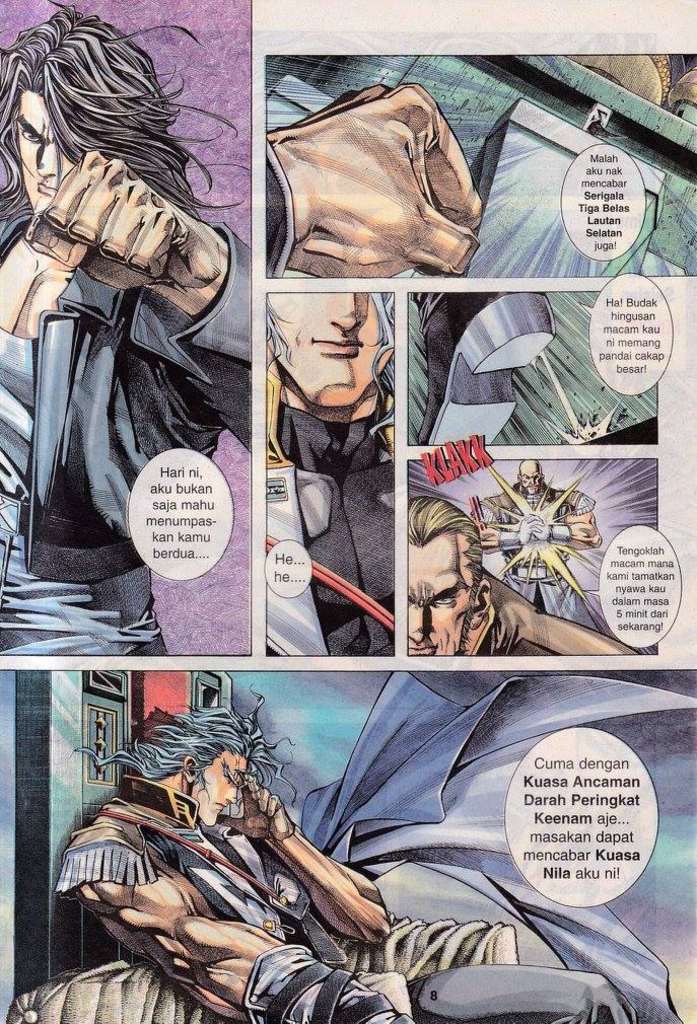 Hari ni,
aku bukan
saja mahu
menumpas-
kan kamu
berdua....
Malah
aku nak
mencabar
Serigala
Tiga Belas
Lautan
Selatan
juga!
He...
he....
Ha! Budak
hingusan
macam kau
ni memang
pandai cakap
besar!
KLAKK
Tengoklah
macam mana
kami tamatkan
nyawa kau
dalam masa
5 minit dari
sekarang!
Cuma dengan
Kuasa Ancaman
Darah Peringkat
Keenam aje...
masakan dapat
mencabar Kuasa
Nila aku ni!
8